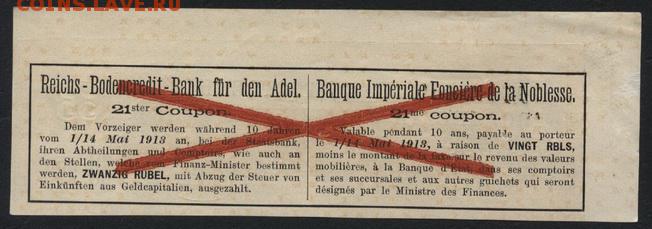 COINS.LAVE.RU
Reichs-Bodencredit-Bank für den Adel.
21ster Coupon.
Dem Vorzeiger werden während 10 Jahren
vom 1/14 Mai 1913 an, bei der Staatsbank,
ihren Abtheilungen und Comptoirs, wie auch an
den Stellen, welche vom Finanz-Minister bestimmt
werden, ZWANZIG RUBEL, mit Abzug der Steuer von
Einkünften aus Geldcapitalien, ausgezahlt.
Banque Impériale Foncière de la Noblesse.
21me coupon.
Valable péndant 10 ans, payable au porteur
le 1/14 Mai 1913, à raison de VINGT RBLS,
moins le montant de la taxe sur le revenu des valeurs
mobilières, à la Banque d'Etat, dans ses comptoirs
et ses succursales et aux autres guichets qui seront
désignés par le Ministre des Finances.